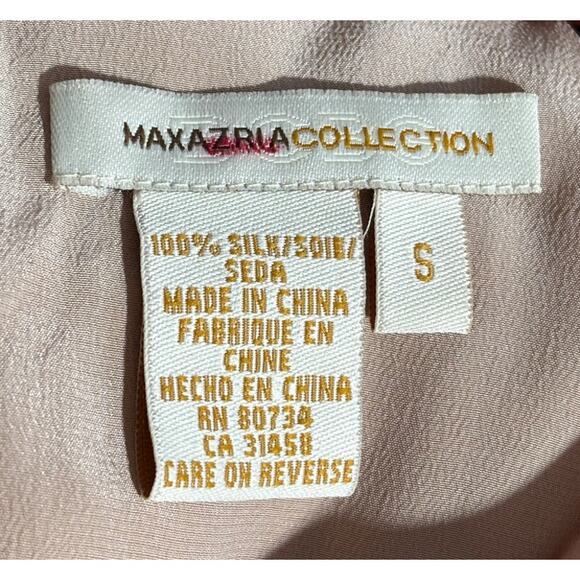 MAXAZRIACOLLECTION
100% SILK/SOIE/
SEDA
MADE IN CHINA
FABRIQUE EN
CHINE
HECHO EN CHINA
RN 80734
CA 31458
CARE ON REVERSE
S